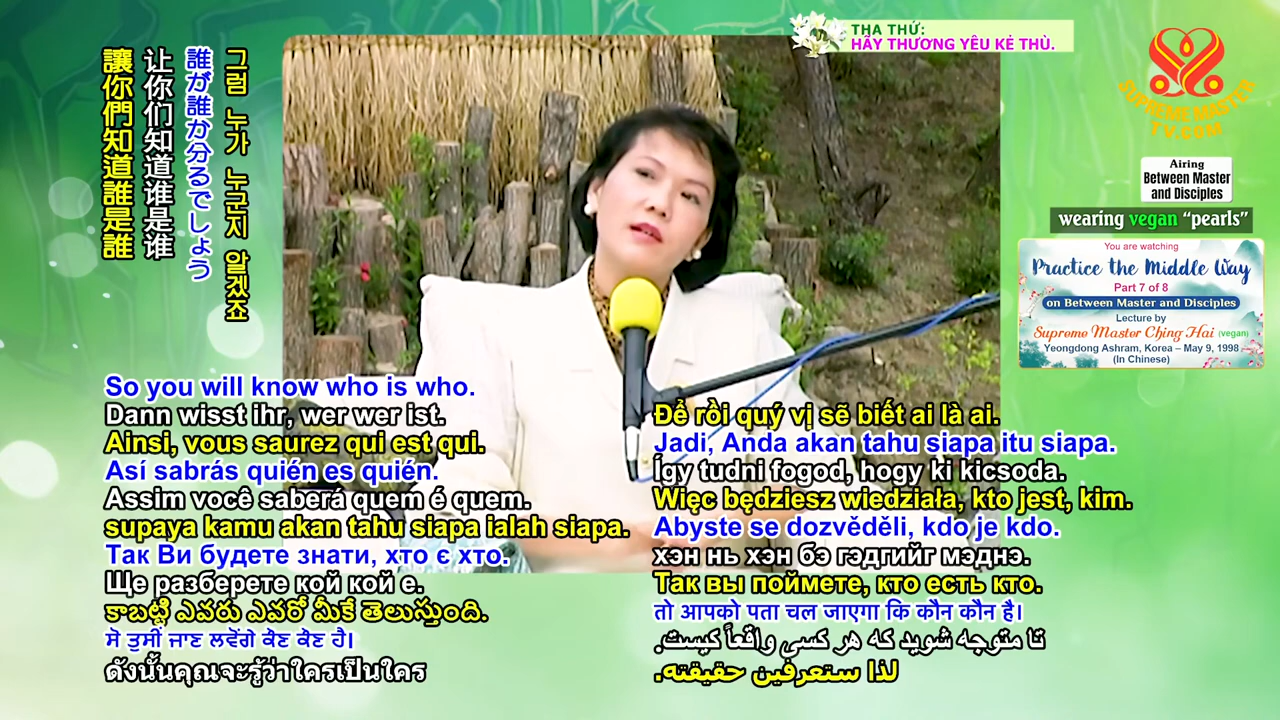 THA THỨ:
HÃY THƯƠNG YÊU KẺ THÙ.
SUPREME MASTER
TV.COM
Airing
Between Master
and Disciples
wearing vegan “pearls”
You are watching
Practice the Middle Way
Part 7 of 8
on Between Master and Disciples
Lecture by
Supreme Master Ching Hai (vegan)
Yeongdong Ashram, Korea – May 9, 1998
(In Chinese)
그럼 누가 누군지 알겠죠
誰が誰か分るでしょう
让你们知道谁是谁
讓你們知道誰是誰
So you will know who is who.
Dann wisst ihr, wer wer ist.
Ainsi, vous saurez qui est qui.
Así sabrás quién es quién.
Assim você saberá quem é quem.
supaya kamu akan tahu siapa ialah siapa.
Так Ви будете знати, хто є хто.
Ще разберете кой кой е.
కాబట్టి ఎవరు ఎవరో మీకే తెలుస్తుంది.
ਸੋ ਤੁਸੀਂ ਜਾਣ ਲਵੋਂਗੇ ਕੌਣ ਕੌਣ ਹੈ।
ดังนั้นคุณจะรู้ว่าใครเป็นใคร
Để rồi quý vị sẽ biết ai là ai.
Jadi, Anda akan tahu siapa itu siapa.
Így tudni fogod, hogy ki kicsoda.
Więc będziesz wiedziała, kto jest, kim.
Abyste se dozvěděli, kdo je kdo.
хэн нь хэн бэ гэдгийг мэднэ.
Так вы поймете, кто есть кто.
तो आपको पता चल जाएगा कि कौन कौन है।
تا متوجه شوید که هر کسی واقعاً کیست.
لذا ستعرفين حقيقته.